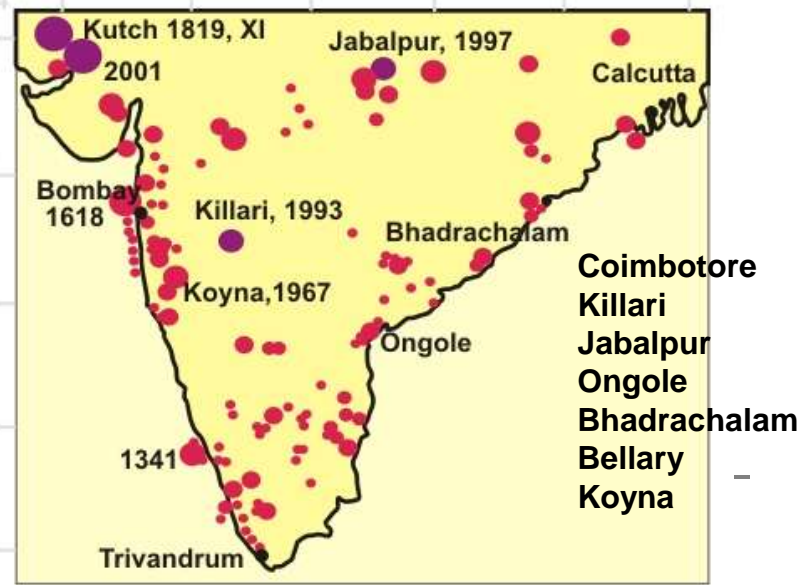 Kutch 1819, XI
2001
Jabalpur, 1997
Calcutta
Bombay
1618
Killari, 1993
Bhadrachalam
Koyna,1967
Ongole
1341
Trivandrum
Coimbotore
Killari
Jabalpur
Ongole
Bhadrachalam
Bellary
Koyna